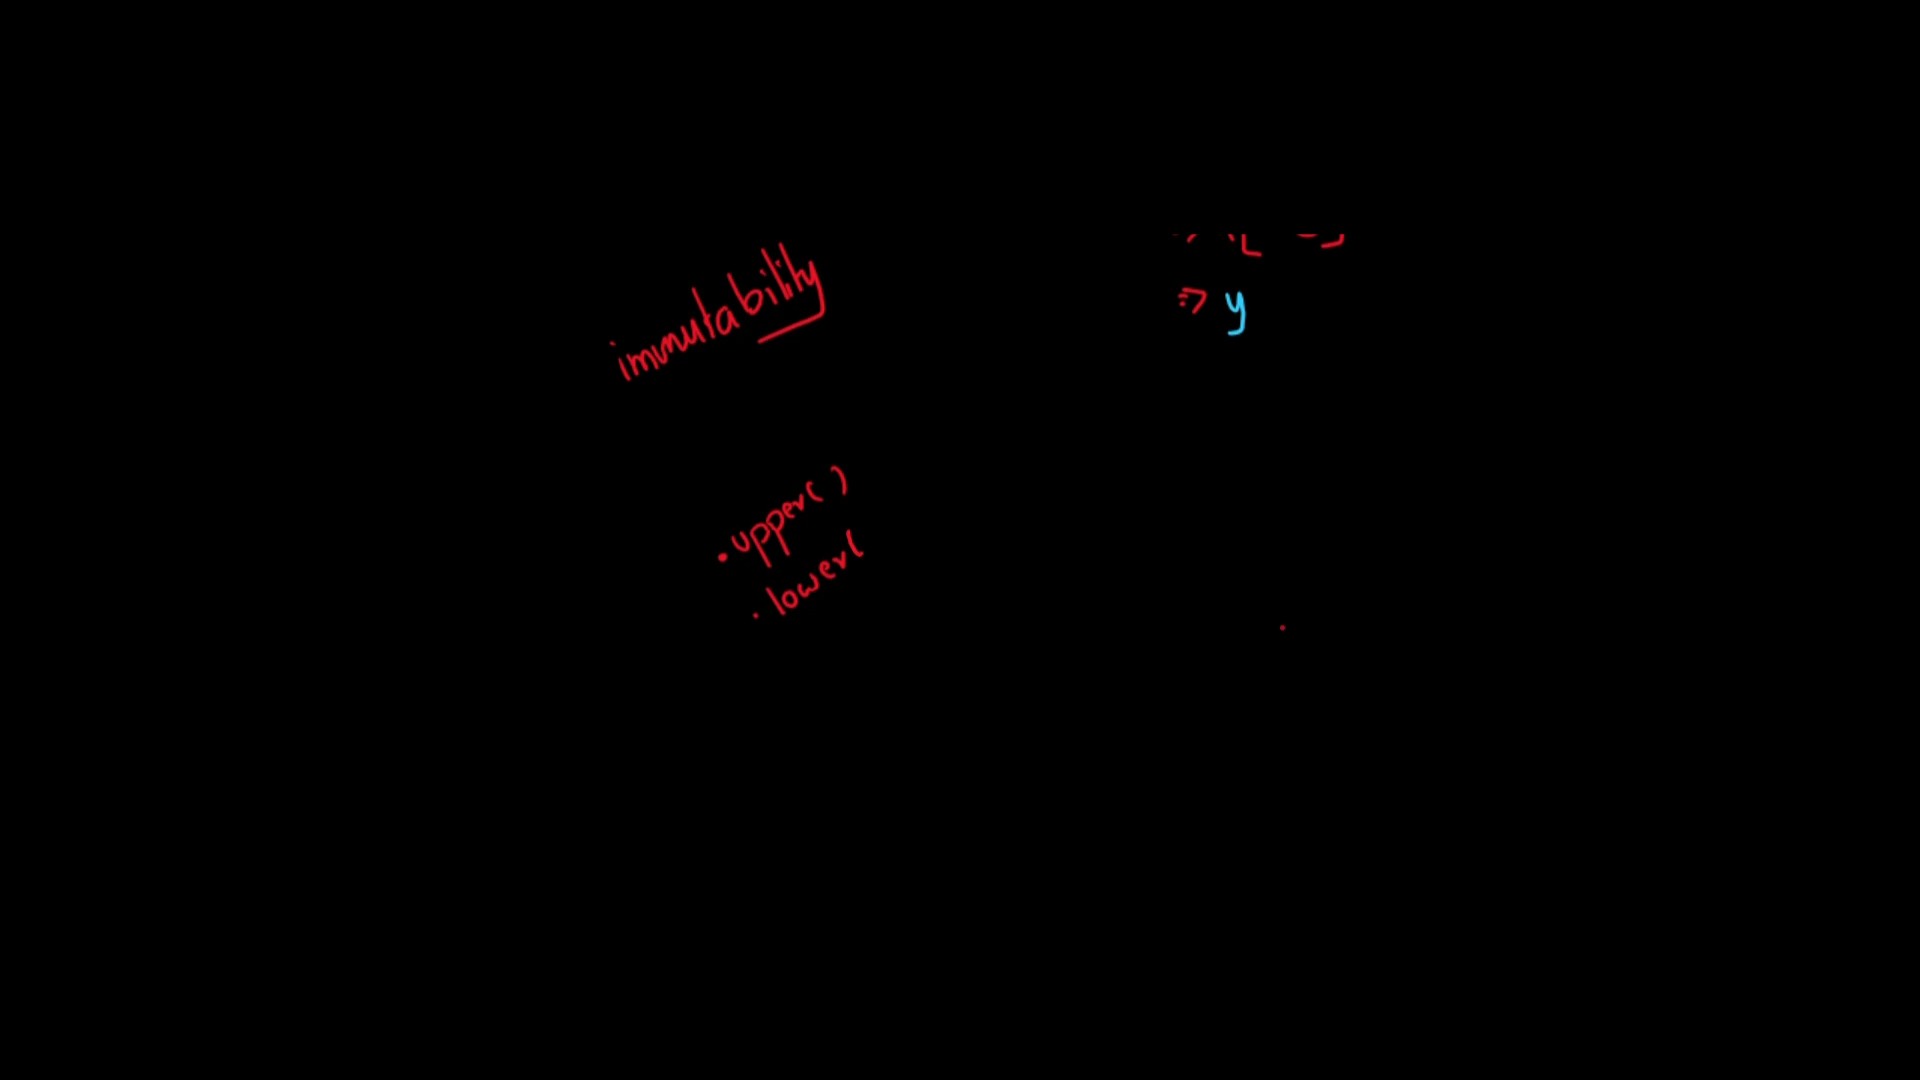 immutability
y
.upper()
.lower(